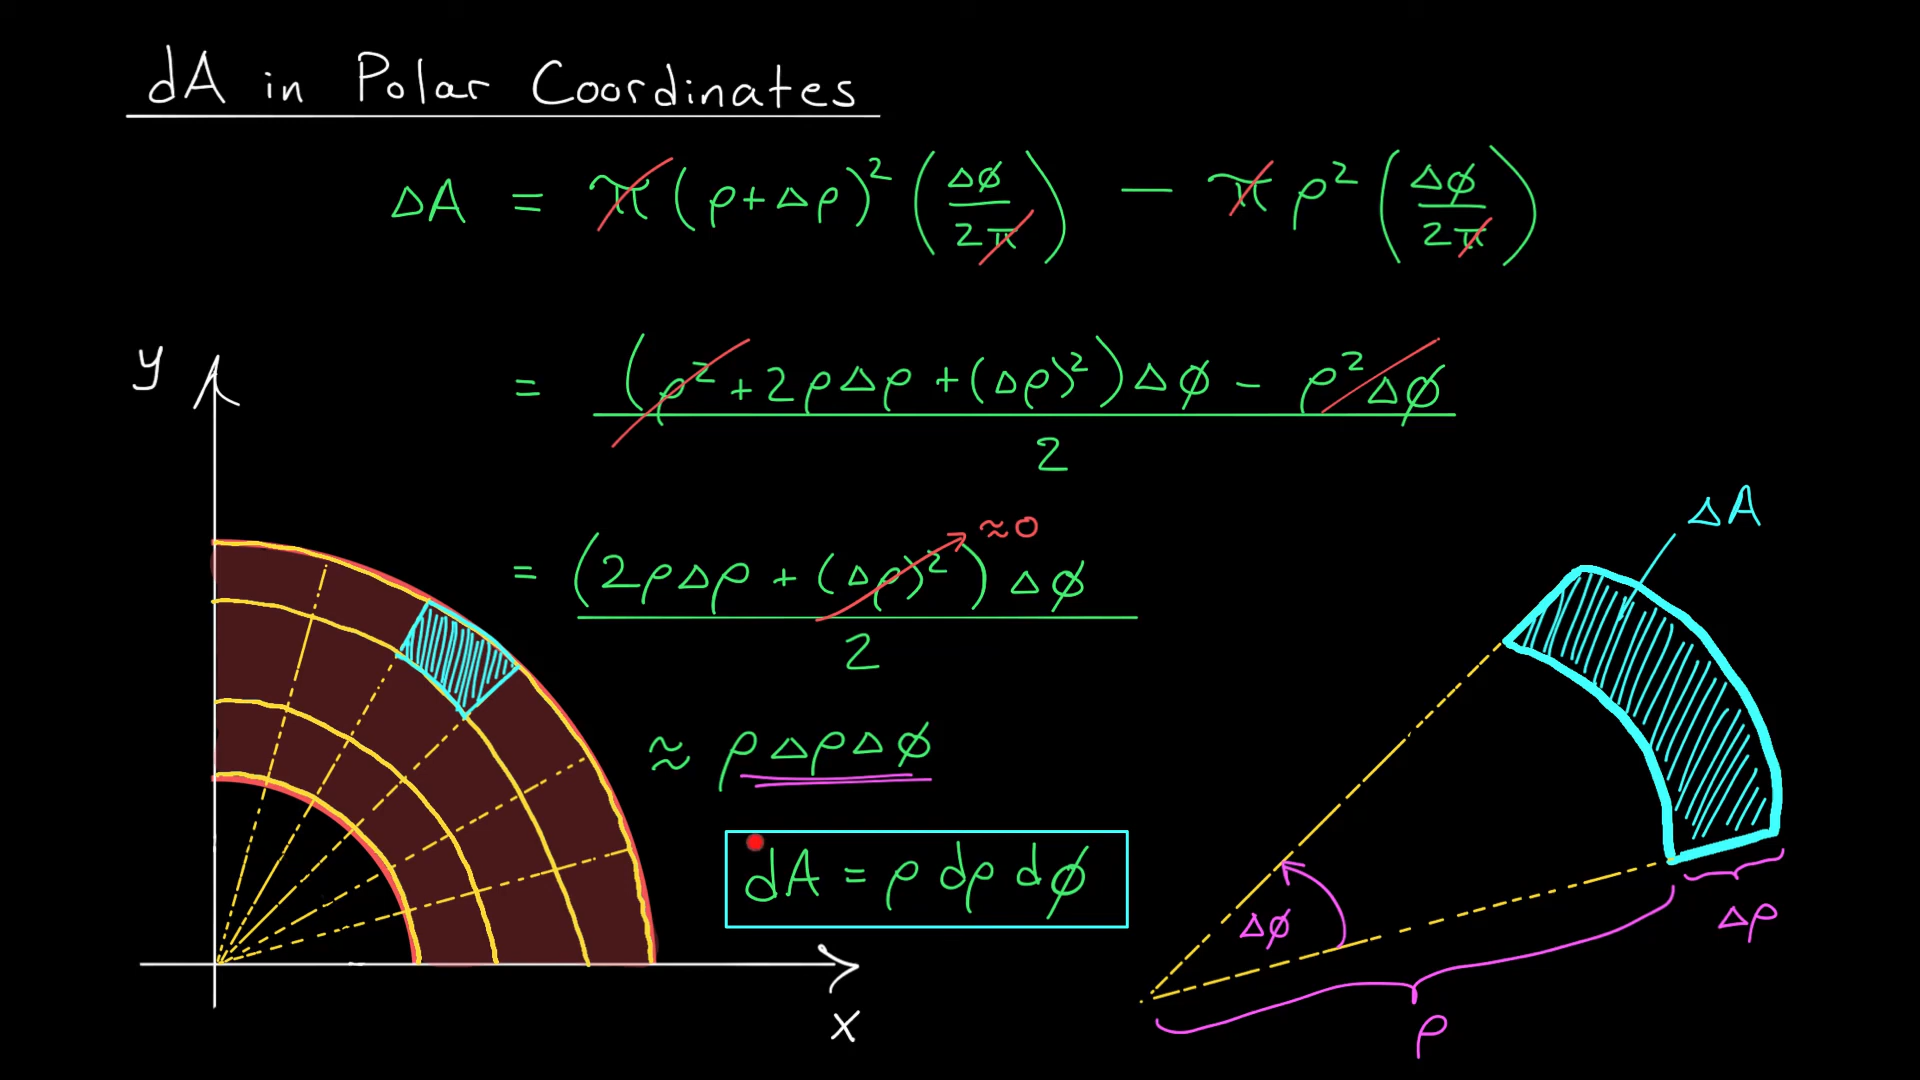 dA in Polar Coordinates
ΔA = π(ρ+Δρ)²(Δφ/2π) — πρ²(Δφ/2π)
= (ρ²+2ρΔρ+(Δρ)²)Δφ - ρ²Δφ / 2
= (2ρΔρ+(Δρ)²)Δφ / 2
≈0
≈ ρΔρΔφ
dA = ρ dρ dφ
y
x
ΔA
Δφ
Δρ
ρ